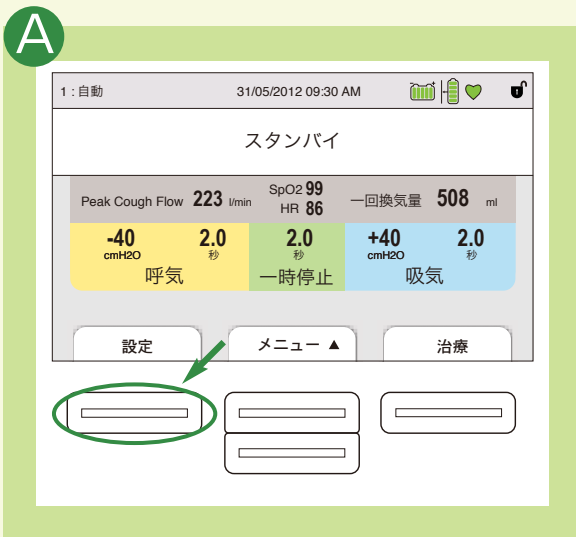 A
1 : 自動 31/05/2012 09:30 AM
スタンバイ
Peak Cough Flow 223 l/min SpO2 99 HR 86 一回換気量 508 ml
-40 cmH2O 2.0 秒 2.0 秒 +40 cmH2O 2.0 秒
呼気 一時停止 吸気
設定 メニュー ▲ 治療